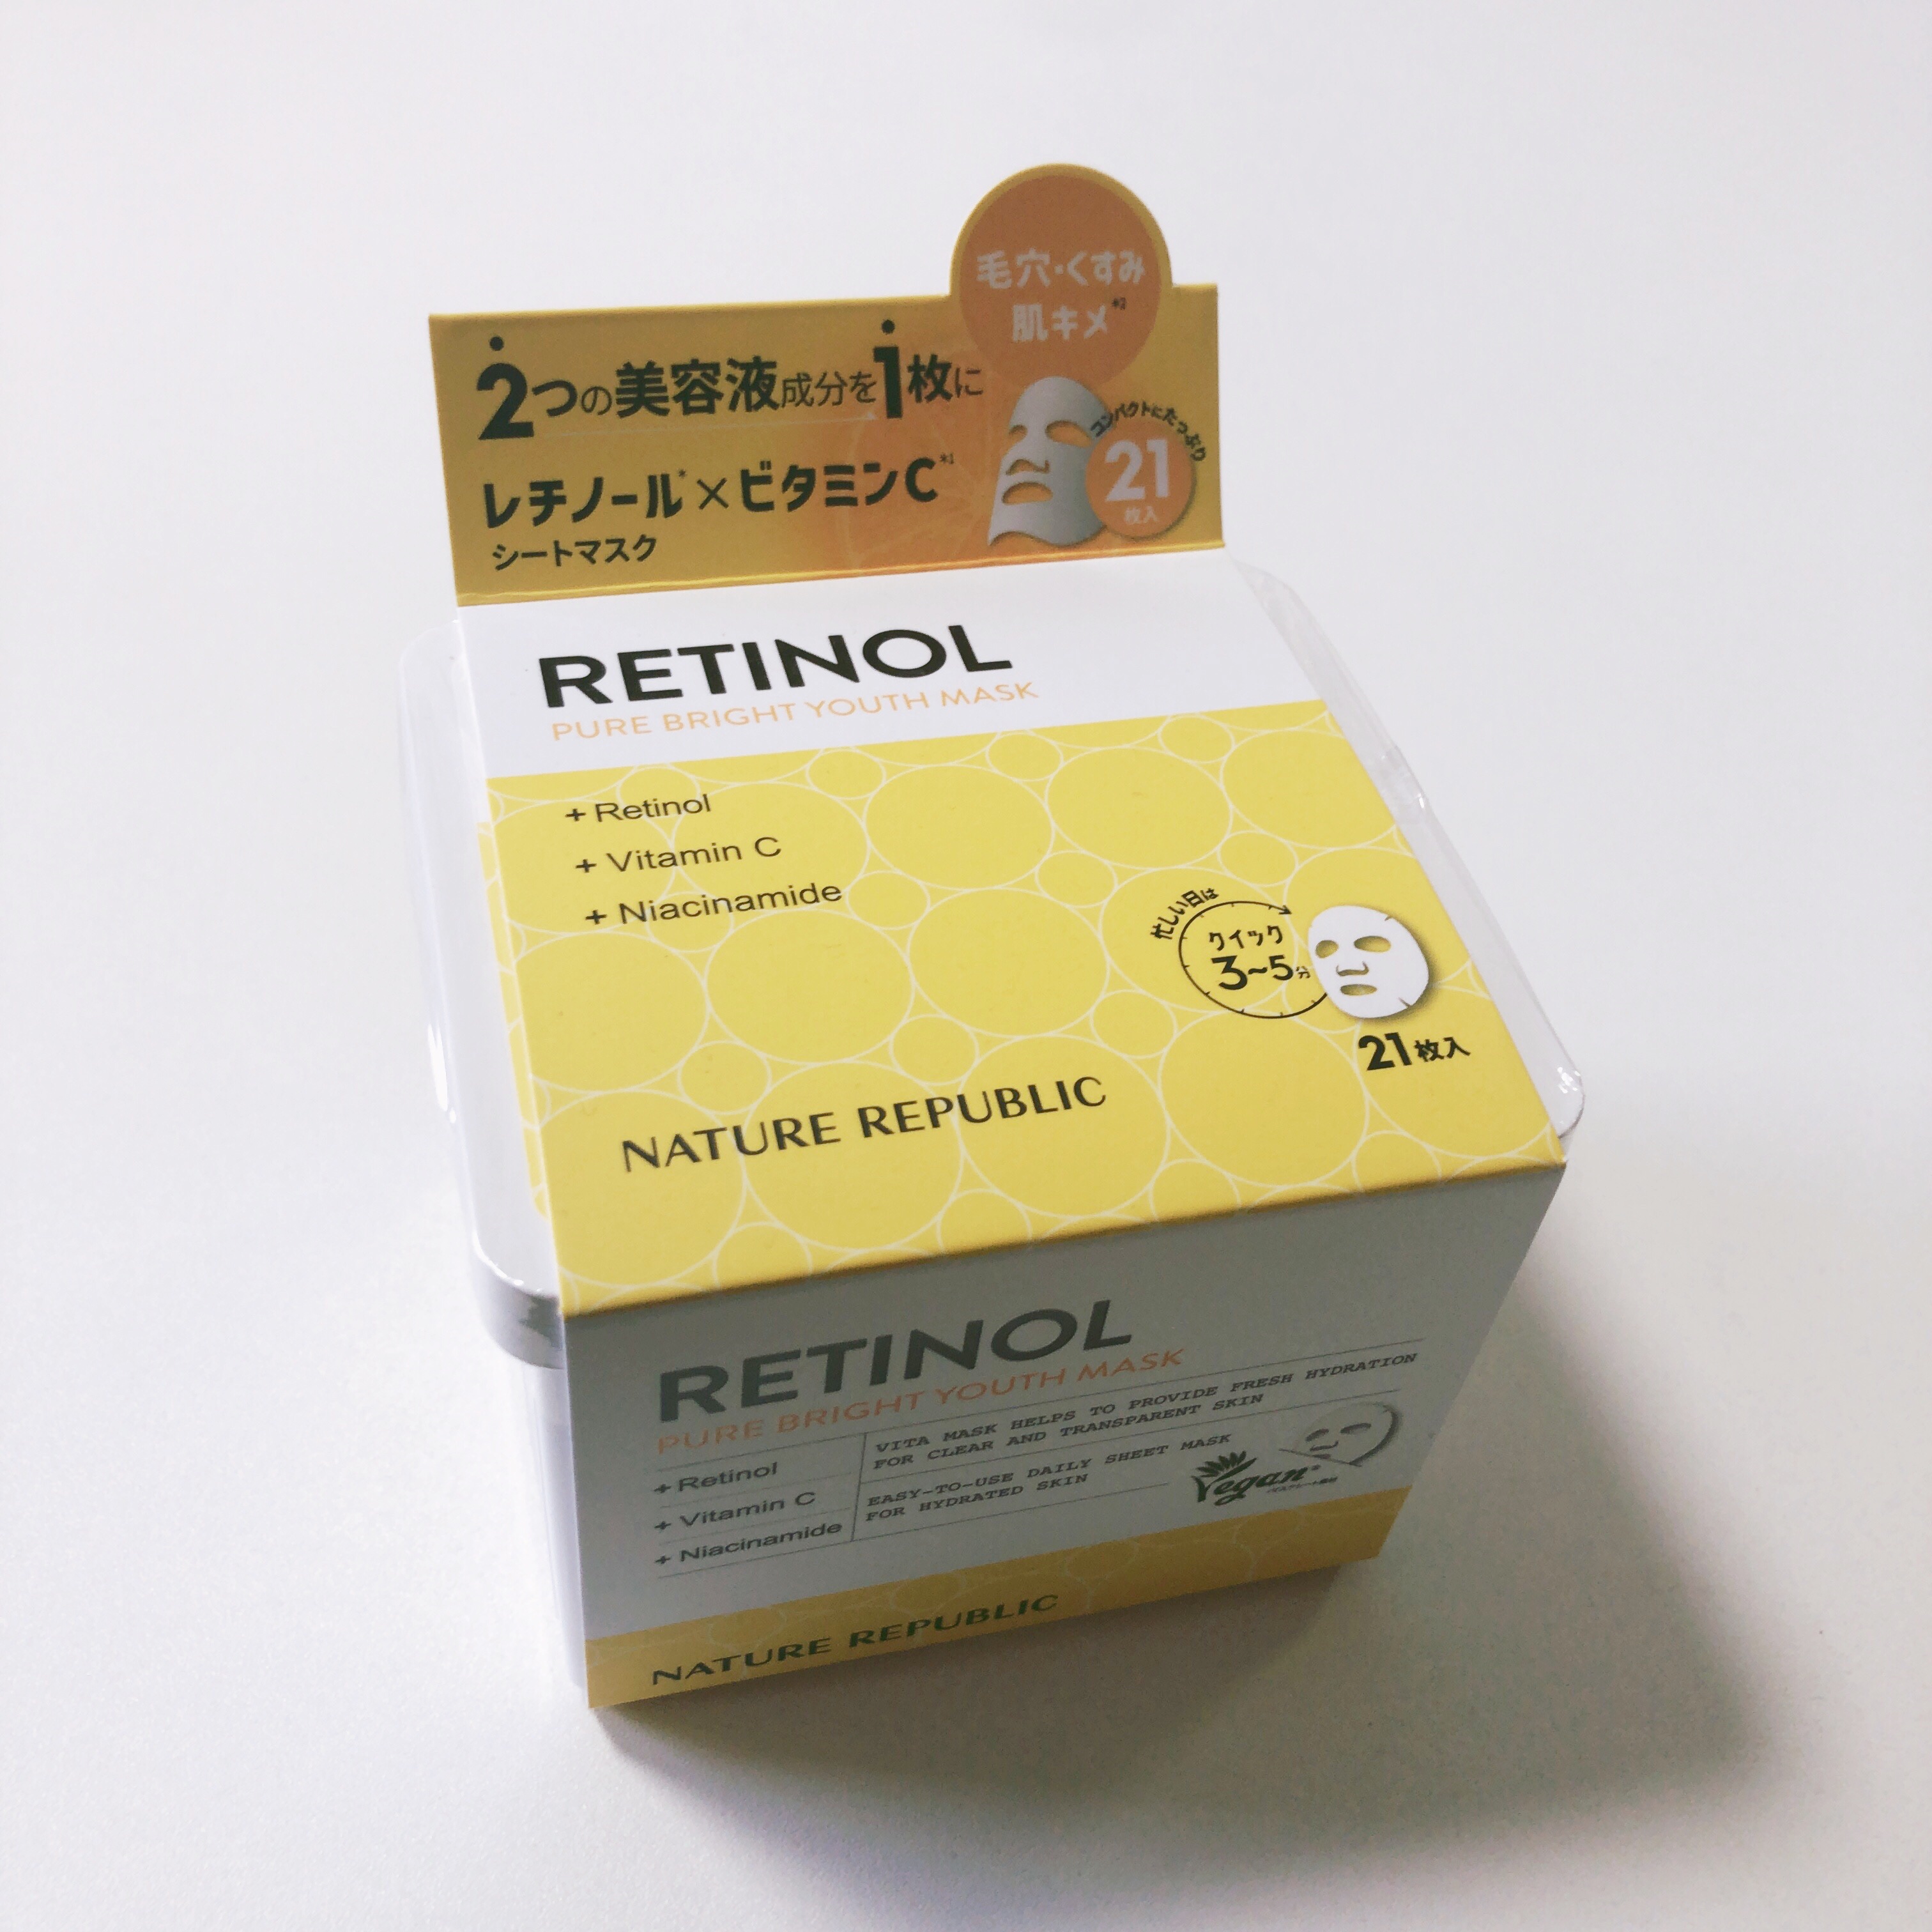 毛穴・くすみ
肌キメ*2
2つの美容液成分を1枚に
レチノール*×ビタミンC*1
シートマスク
コンパクトにたっぷり
21
枚入
RETINOL
PURE BRIGHT YOUTH MASK
+ Retinol
+ Vitamin C
+ Niacinamide
忙しい日は
クイック
3~5分
21枚入
NATURE REPUBLIC
RETINOL
PURE BRIGHT YOUTH MASK
+ Retinol
+ Vitamin C
+ Niacinamide
VITA MASK HELPS TO PROVIDE FRESH HYDRATION
FOR CLEAR AND TRANSPARENT SKIN
EASY-TO-USE DAILY SHEET MASK
FOR HYDRATED SKIN
Vegan
NATURE REPUBLIC